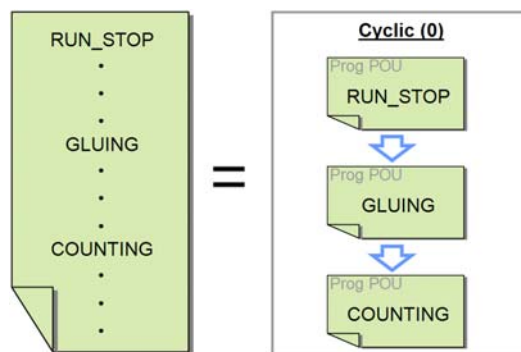 RUN_STOP
GLUING
COUNTING
=
Cyclic (0)
Prog POU
RUN_STOP
Prog POU
GLUING
Prog POU
COUNTING